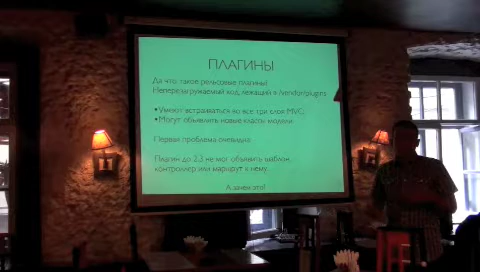 ПЛАГИНЫ
Да что такое рельсовые плагины!
Неперезагружаемый код, лежащий в /vendor/plugins
•Умеют встраиваться во все три слоя MVC;
•Могут объявлять новые классы модели.
Первая проблема очевидна:
Плагин до 2.3 не мог объявить шаблон,
контроллер или маршрут к нему.
А зачем это?